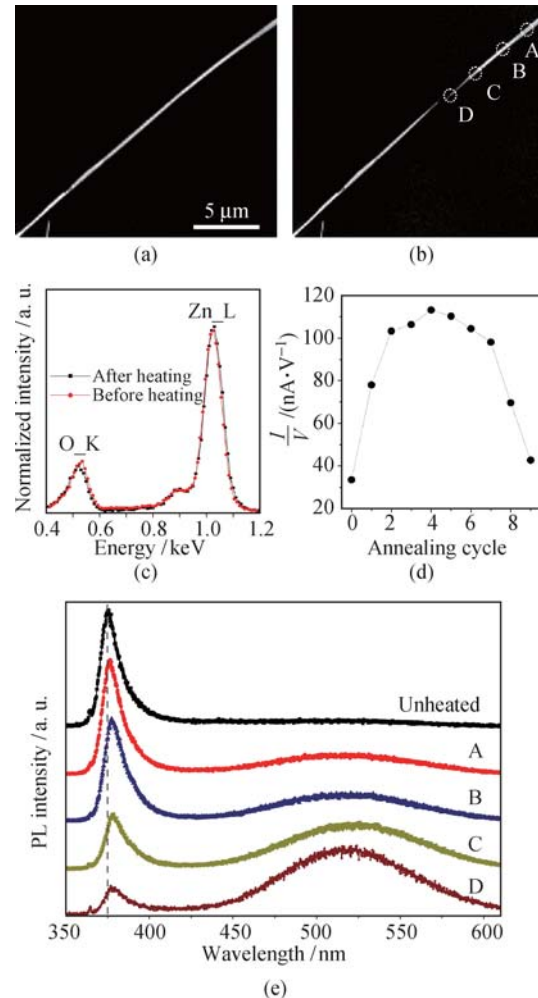 A
B
C
D
5 μm
(a)
(b)
Normalized intensity / a. u.
Zn_L
After heating
Before heating
O_K
0.4 0.6 0.8 1.0 1.2
Energy / keV
(c)
I/V /(nA·V⁻¹)
120
100
80
60
40
20
0 2 4 6 8
Annealing cycle
(d)
PL intensity / a. u.
Unheated
A
B
C
D
350 400 450 500 550 600
Wavelength / nm
(e)